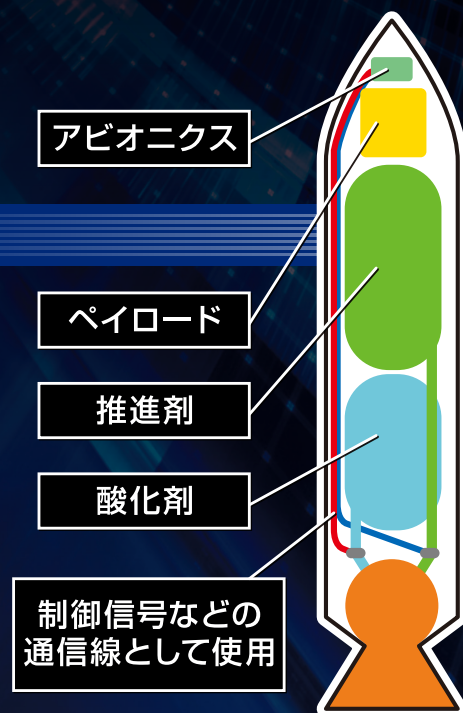 アビオニクス
ペイロード
推進剤
酸化剤
制御信号などの
通信線として使用